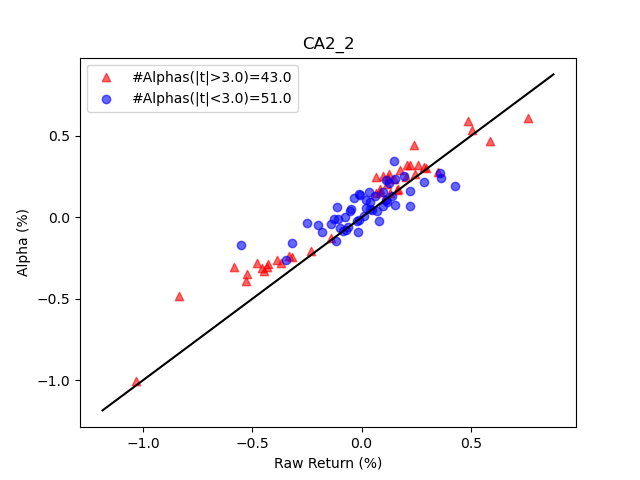 CA2_2
#Alphas(|t|>3.0)=43.0
#Alphas(|t|<3.0)=51.0
Alpha (%)
0.5
0.0
−0.5
−1.0
−1.0 −0.5 0.0 0.5
Raw Return (%)